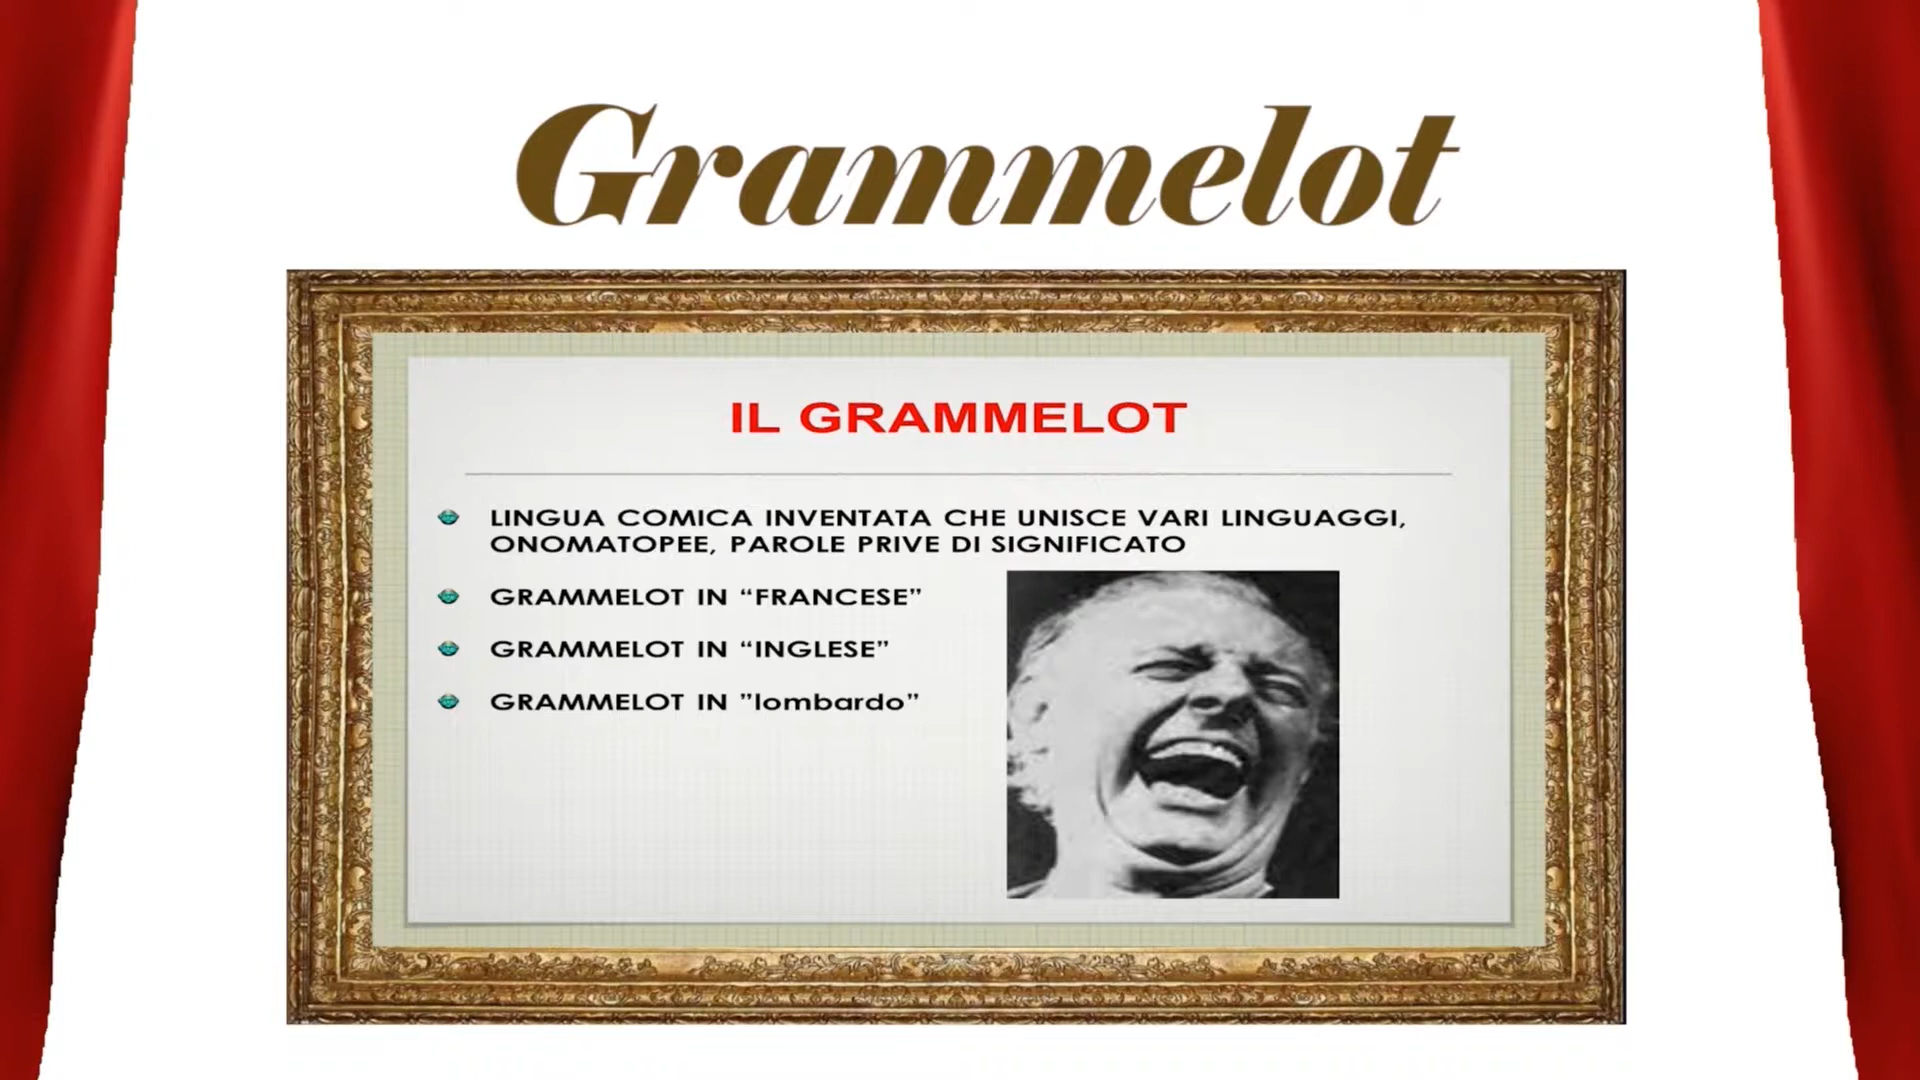 Grammelot
IL GRAMMELOT
LINGUA COMICA INVENTATA CHE UNISCE VARI LINGUAGGI,
ONOMATOPEE, PAROLE PRIVE DI SIGNIFICATO
GRAMMELOT IN “FRANCESE”
GRAMMELOT IN “INGLESE”
GRAMMELOT IN ”lombardo”